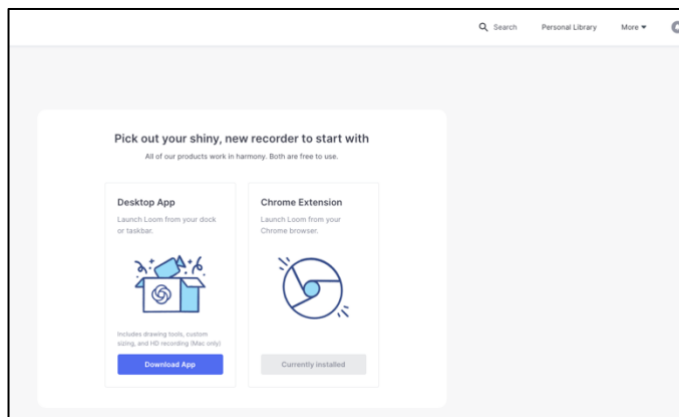 Search
Personal Library
More
Pick out your shiny, new recorder to start with
All of our products work in harmony. Both are free to use.
Desktop App
Launch Loom from your dock
or taskbar.
Includes drawing tools, custom
sizing, and HD recording (Mac only)
Download App
Chrome Extension
Launch Loom from your
Chrome browser.
Currently installed